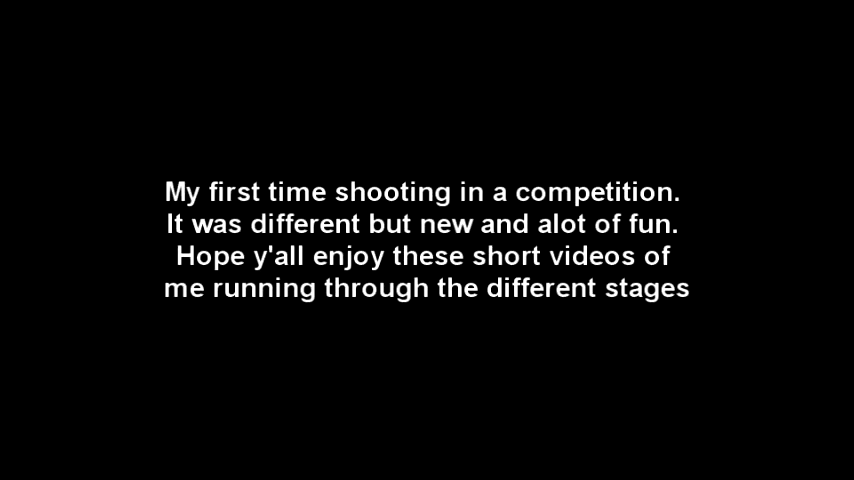 My first time shooting in a competition.
It was different but new and alot of fun.
Hope y'all enjoy these short videos of
me running through the different stages